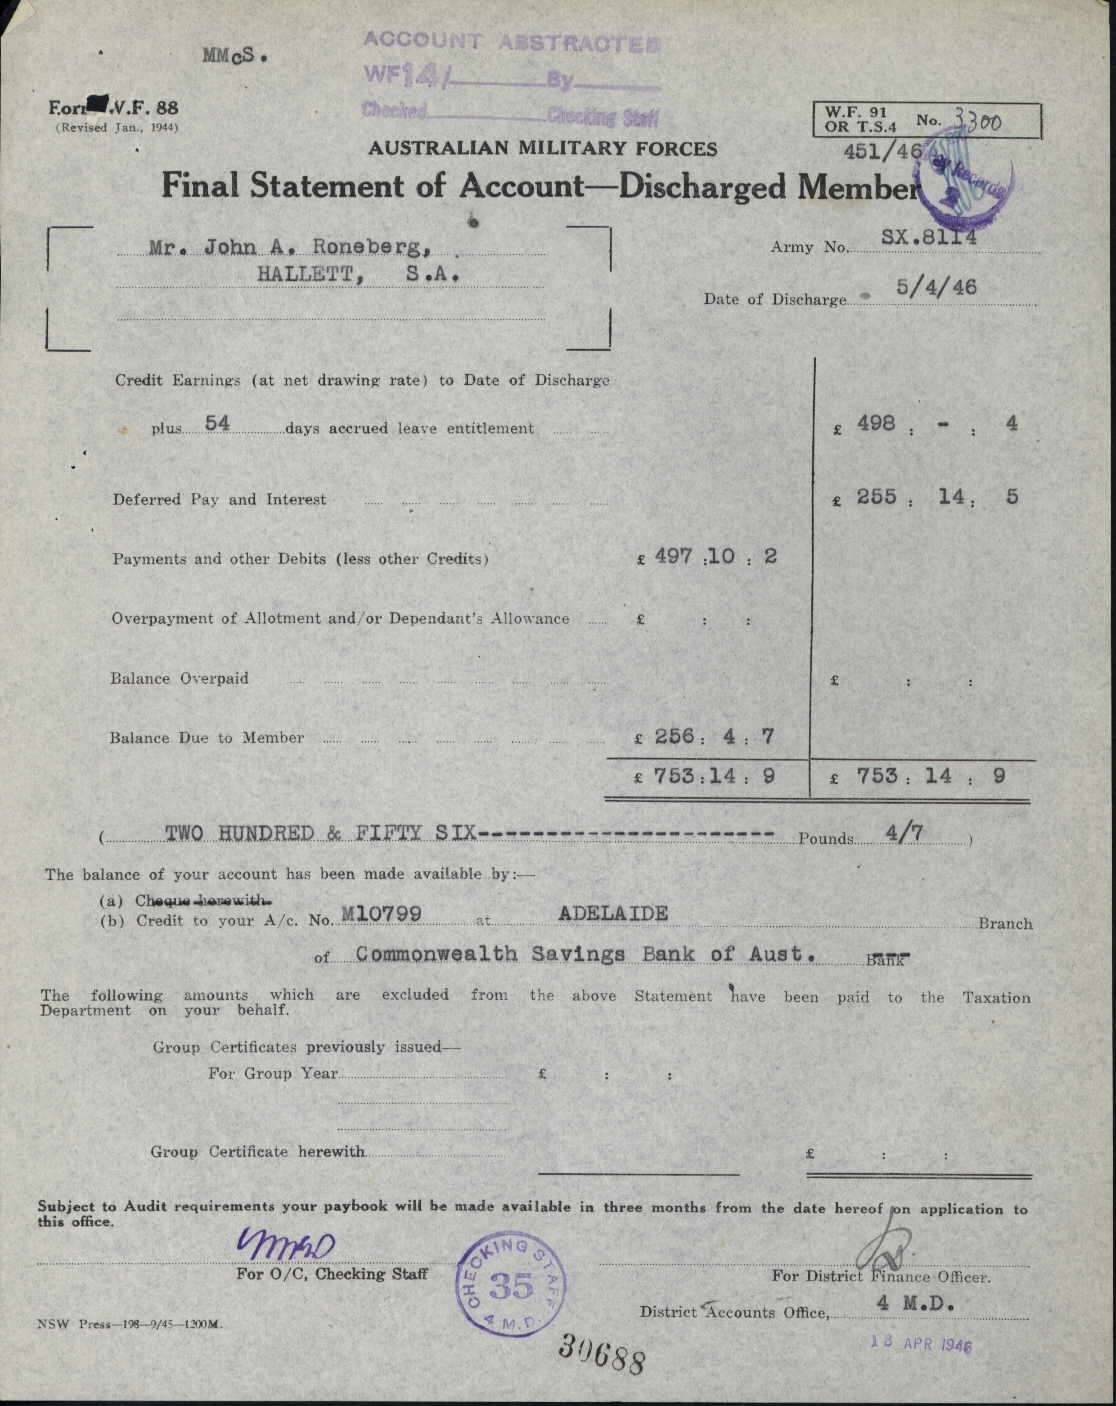 MMcS.
ACCOUNT ABSTRACTED
WF14/ By
Checked Checking Staff
Form W.F. 88
(Revised Jan., 1944)
W.F. 91
OR T.S.4 No. 3300
451/46
AUSTRALIAN MILITARY FORCES
Final Statement of Account—Discharged Member
Records
Mr. John A. Roneberg,
HALLETT, S.A.
Army No. SX.8114
Date of Discharge 5/4/46
Credit Earnings (at net drawing rate) to Date of Discharge
plus 54 days accrued leave entitlement £ 498 : - : 4
Deferred Pay and Interest £ 255 : 14 : 5
Payments and other Debits (less other Credits) £ 497 : 10 : 2
Overpayment of Allotment and/or Dependant's Allowance £ : :
Balance Overpaid £ : :
Balance Due to Member £ 256 : 4 : 7
£ 753 : 14 : 9 £ 753 : 14 : 9
( TWO HUNDRED & FIFTY SIX---------------------- Pounds 4/7 )
The balance of your account has been made available by:—
(a) Cheque herewith
(b) Credit to your A/c. No. M10799 at ADELAIDE Branch
of Commonwealth Savings Bank of Aust. Bank
The following amounts which are excluded from the above Statement have been paid to the Taxation
Department on your behalf.
Group Certificates previously issued—
For Group Year £ : :
Group Certificate herewith £ : :
Subject to Audit requirements your paybook will be made available in three months from the date hereof on application to
this office.
For O/C, Checking Staff
CHECKING STAFF
35
4 M.D.
For District Finance Officer.
District Accounts Office, 4 M.D.
NSW Press—198—9/45—1200M.
18 APR 1946
30688